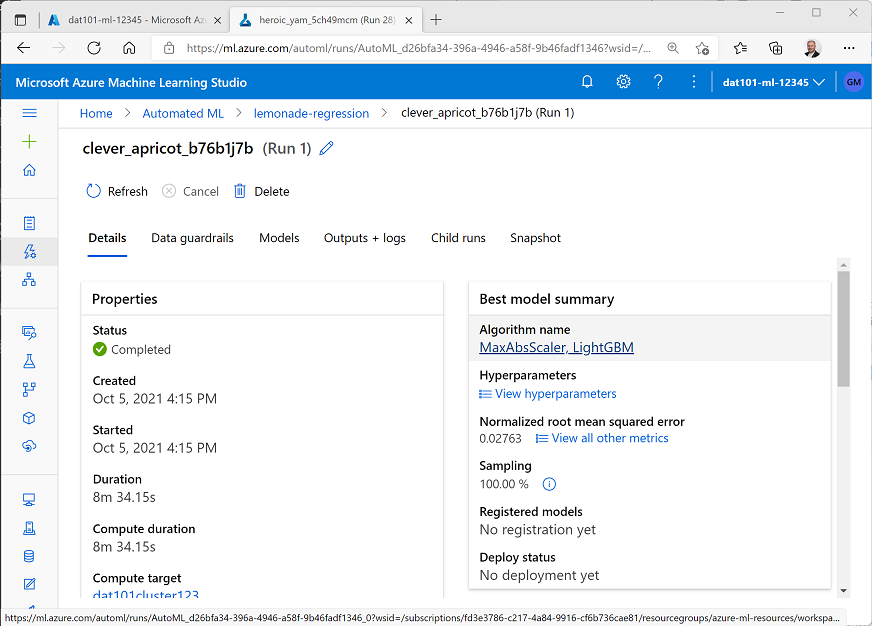 dat101-ml-12345 - Microsoft Az
heroic_yam_5ch49mcm (Run 28)
https://ml.azure.com/automl/runs/AutoML_d26bfa34-396a-4946-a58f-9b46fadf1346?wsid=/...
Microsoft Azure Machine Learning Studio
dat101-ml-12345
GM
Home > Automated ML > lemonade-regression > clever_apricot_b76b1j7b (Run 1)
clever_apricot_b76b1j7b (Run 1)
Refresh Cancel Delete
Details Data guardrails Models Outputs + logs Child runs Snapshot
Properties
Status
Completed
Created
Oct 5, 2021 4:15 PM
Started
Oct 5, 2021 4:15 PM
Duration
8m 34.15s
Compute duration
8m 34.15s
Compute target
dat101cluster123
Best model summary
Algorithm name
MaxAbsScaler, LightGBM
Hyperparameters
View hyperparameters
Normalized root mean squared error
0.02763 View all other metrics
Sampling
100.00 %
Registered models
No registration yet
Deploy status
No deployment yet
https://ml.azure.com/automl/runs/AutoML_d26bfa34-396a-4946-a58f-9b46fadf1346_0?wsid=/subscriptions/fd3e3786-c217-4a84-9916-cf6b736cae81/resourcegroups/azure-ml-resources/workspa...